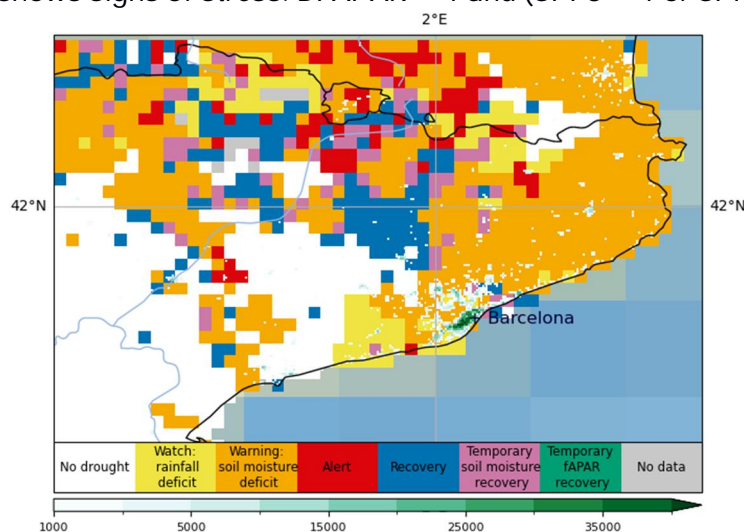 2°E
42°N
42°N
Barcelona
No drought
Watch:
rainfall
deficit
Warning:
soil moisture
deficit
Alert
Recovery
Temporary
soil moisture
recovery
Temporary
fAPAR
recovery
No data
1000
5000
15000
25000
35000